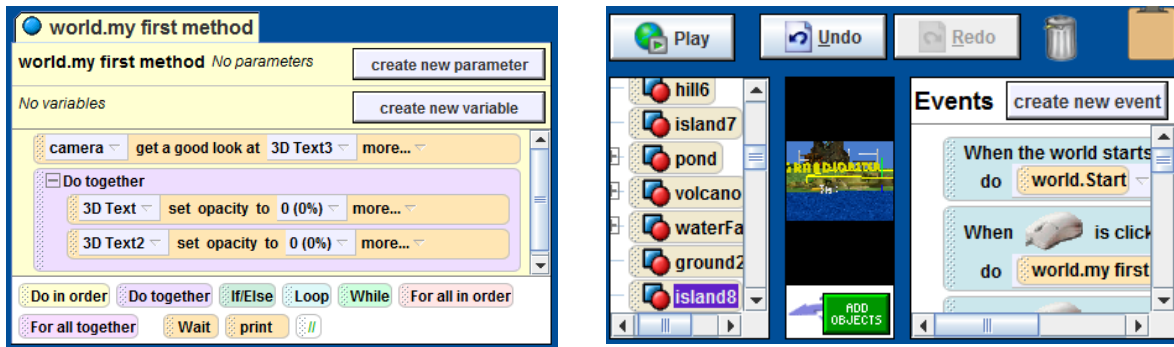 world.my first method
world.my first method No parameters create new parameter
No variables create new variable
camera get a good look at 3D Text3 more...
Do together
3D Text set opacity to 0 (0%) more...
3D Text2 set opacity to 0 (0%) more...
Do in order Do together If/Else Loop While For all in order
For all together Wait print //
Play Undo Redo
hill6
island7
pond
volcano
waterFa
ground2
island8
ADD
OBJECTS
Events create new event
When the world starts
do world.Start
When is click
do world.my first